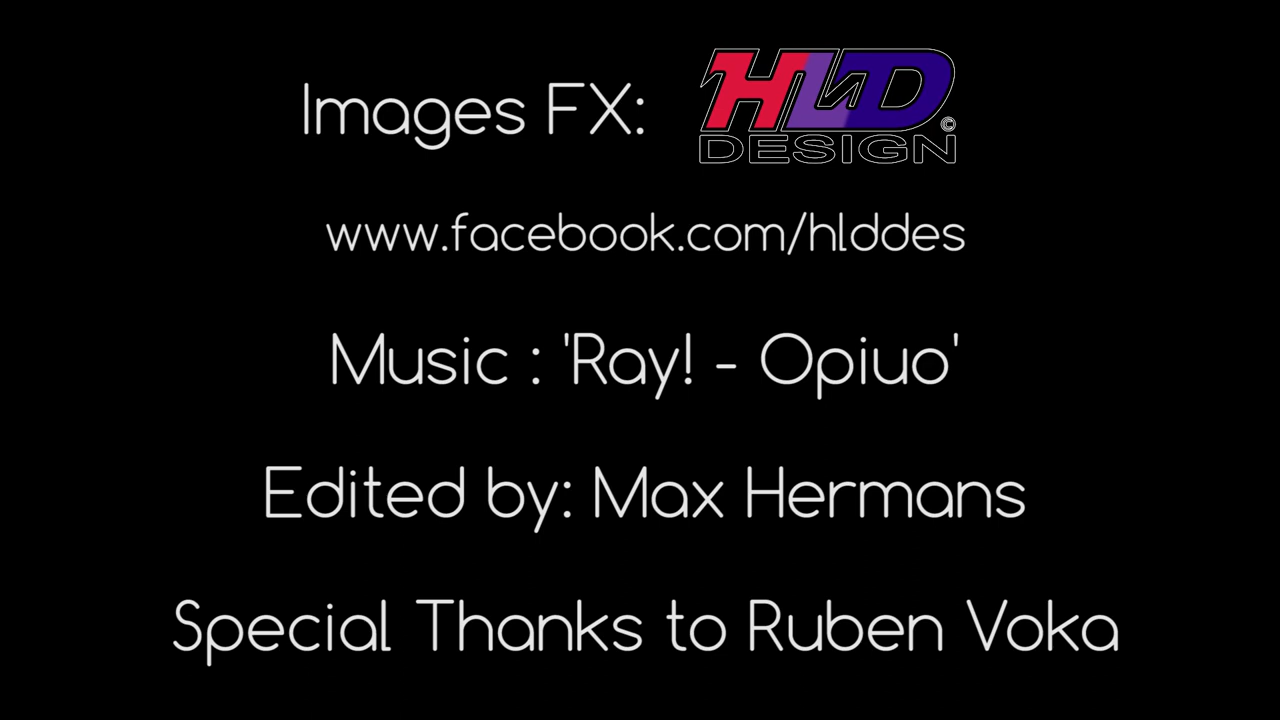 Images FX: HLD ©
DESIGN
www.facebook.com/hlddes
Music : 'Ray! - Opiuo'
Edited by: Max Hermans
Special Thanks to Ruben Voka